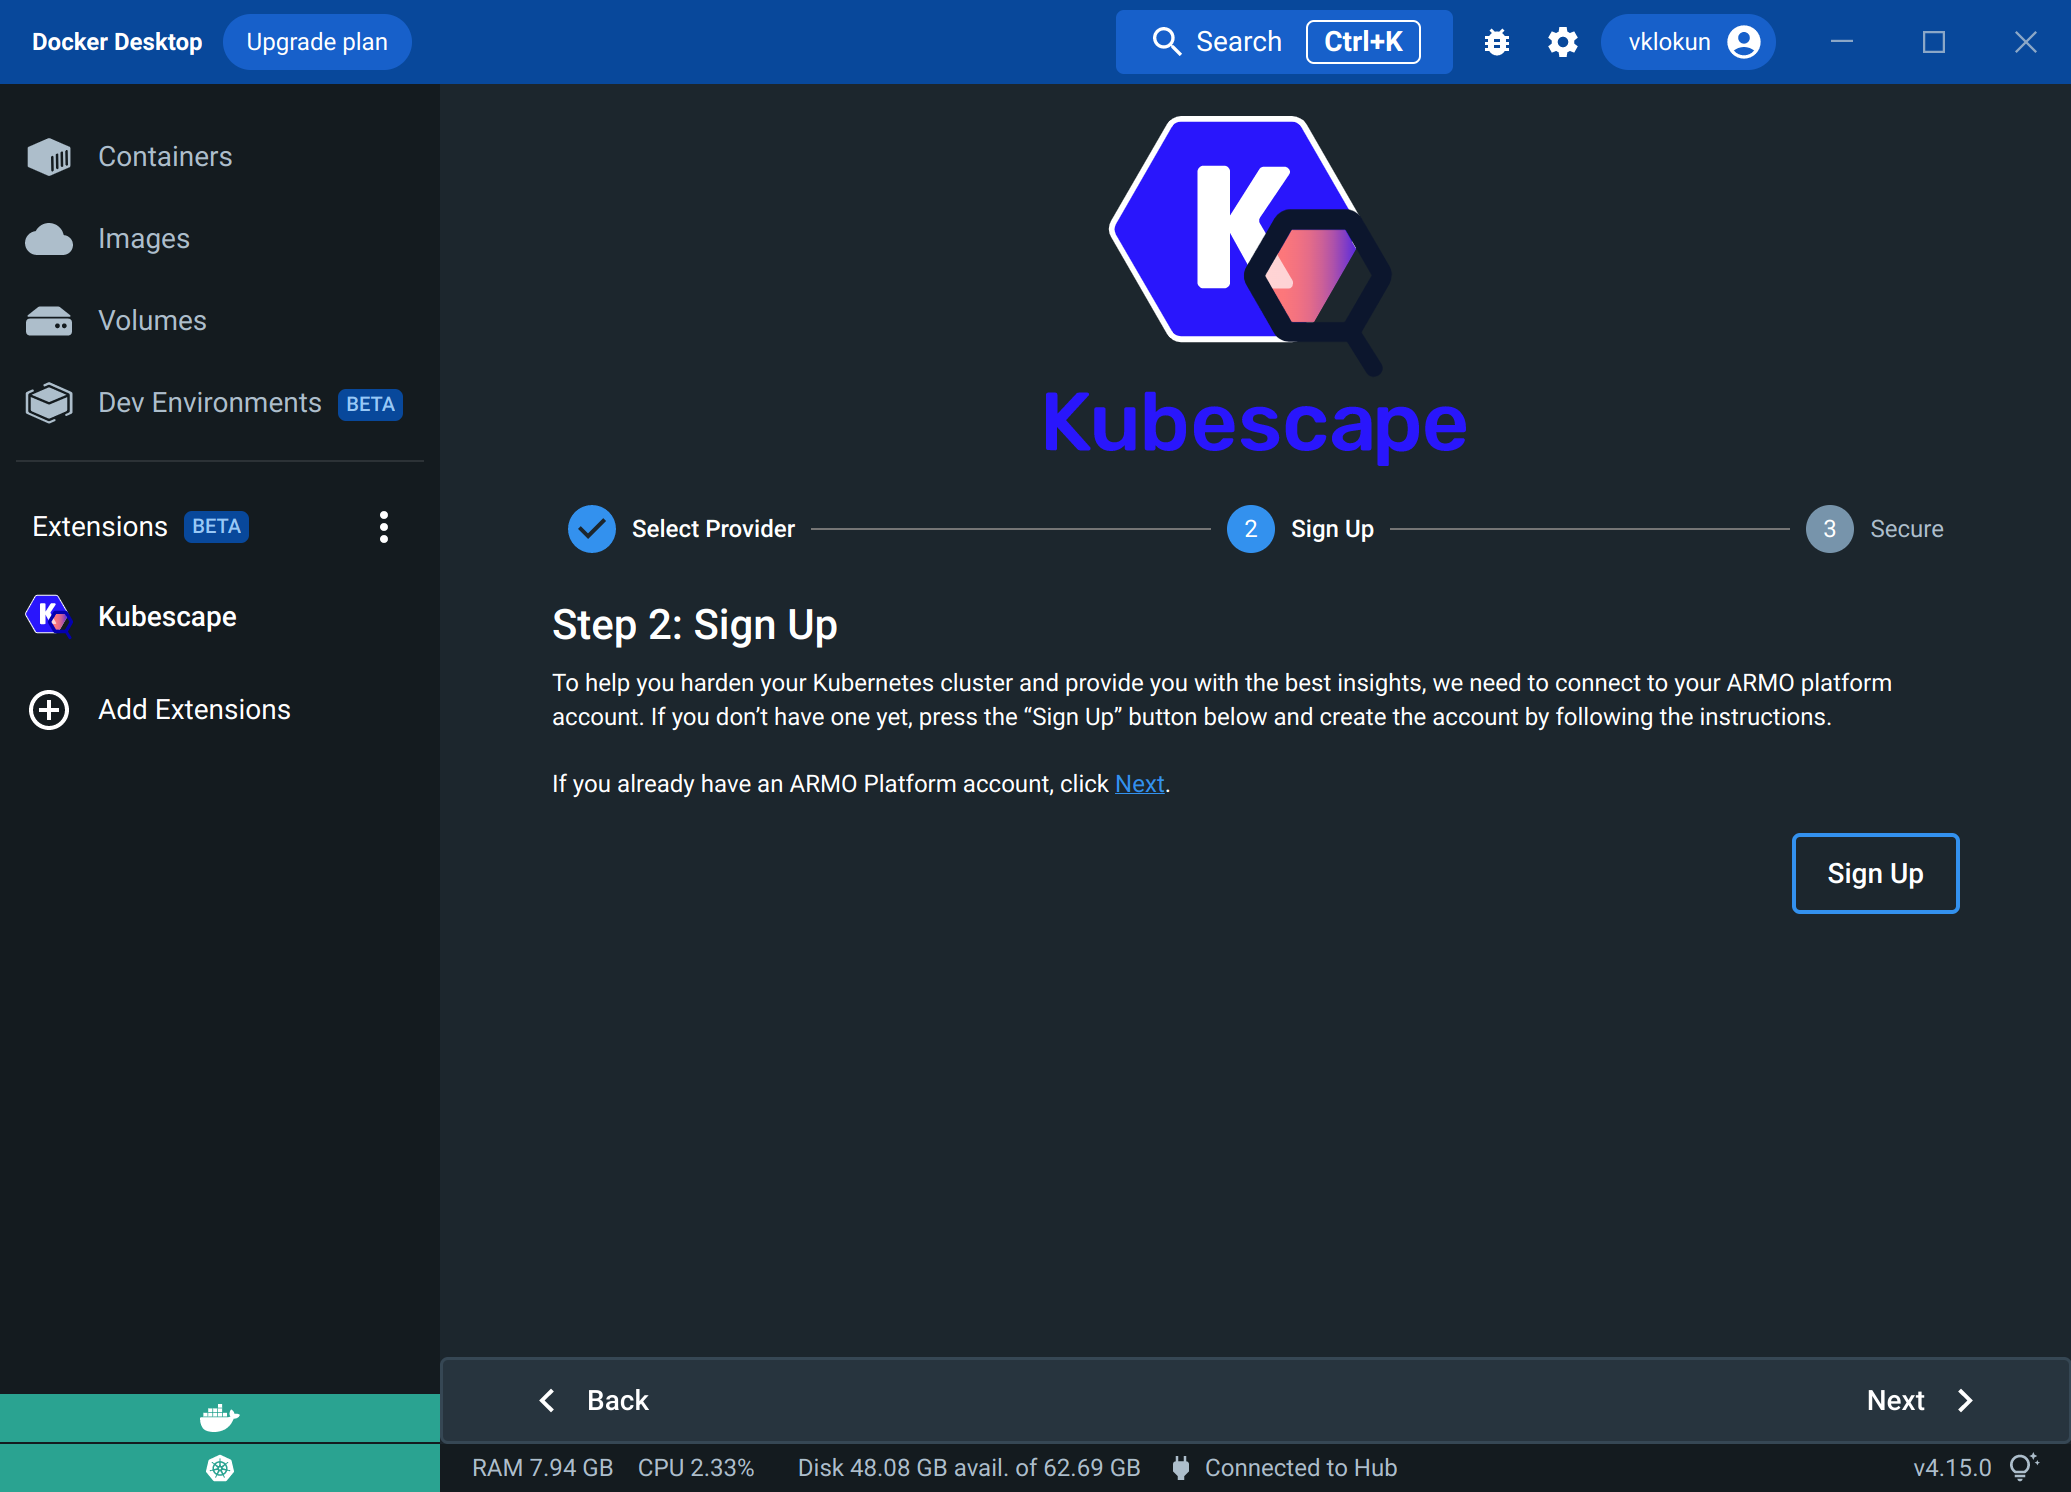 Docker Desktop
Upgrade plan
Search
Ctrl+K
vklokun
Containers
Images
Volumes
Dev Environments BETA
Extensions BETA
Kubescape
Add Extensions
K
Kubescape
Select Provider
2 Sign Up
3 Secure
Step 2: Sign Up
To help you harden your Kubernetes cluster and provide you with the best insights, we need to connect to your ARMO platform
account. If you don’t have one yet, press the “Sign Up” button below and create the account by following the instructions.
If you already have an ARMO Platform account, click Next.
Sign Up
Back
Next
RAM 7.94 GB CPU 2.33% Disk 48.08 GB avail. of 62.69 GB Connected to Hub
v4.15.0